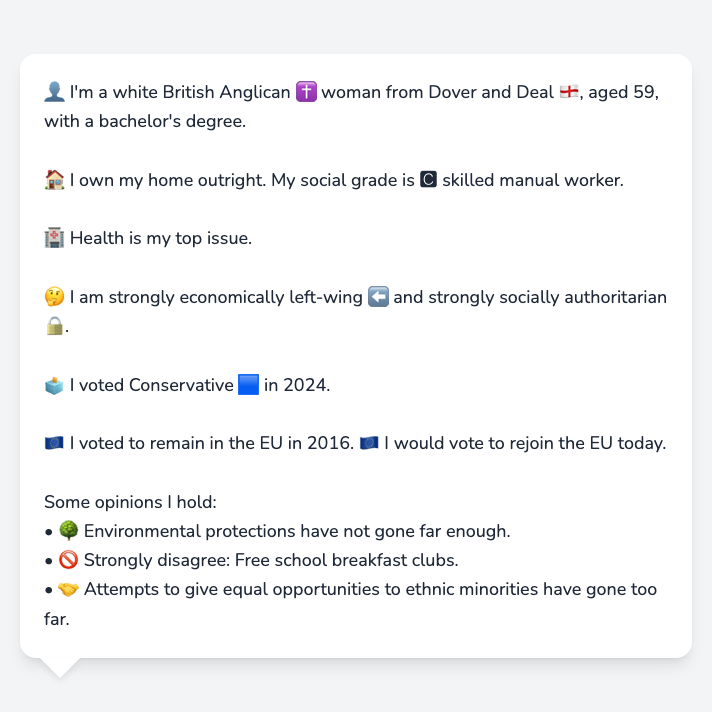 👤 I'm a white British Anglican ✝️ woman from Dover and Deal 🏴󠁧󠁢󠁥󠁮󠁧󠁿, aged 59,
with a bachelor's degree.
🏠 I own my home outright. My social grade is 🅲 skilled manual worker.
🏥 Health is my top issue.
🤔 I am strongly economically left-wing ⬅️ and strongly socially authoritarian
🔒.
🗳️ I voted Conservative 🟦 in 2024.
🇪🇺 I voted to remain in the EU in 2016. 🇪🇺 I would vote to rejoin the EU today.
Some opinions I hold:
• 🌳 Environmental protections have not gone far enough.
• 🚫 Strongly disagree: Free school breakfast clubs.
• 🤝 Attempts to give equal opportunities to ethnic minorities have gone too
far.